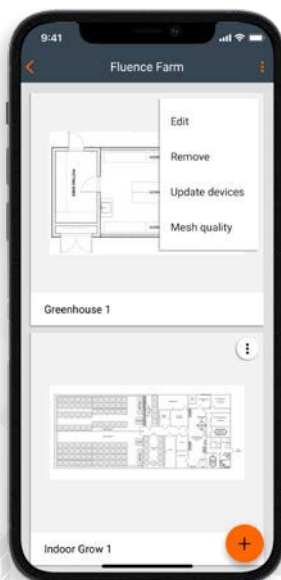 9:41
Fluence Farm
Edit
Remove
Update devices
Mesh quality
Greenhouse 1
Indoor Grow 1